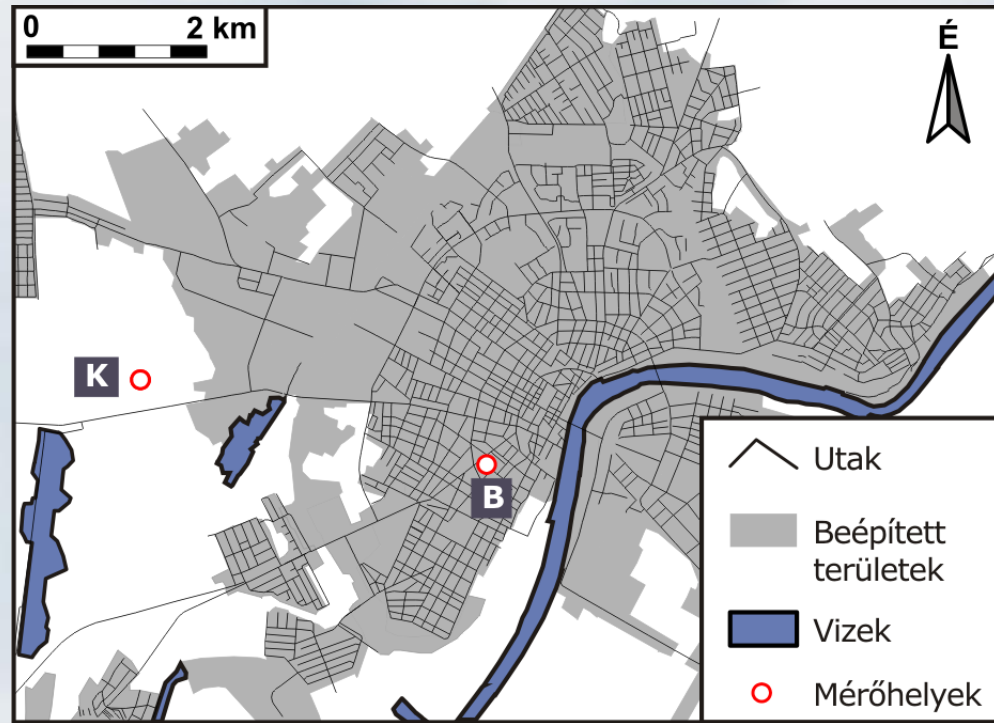 0 2 km
É
K
B
Utak
Beépített
területek
Vizek
Mérőhelyek